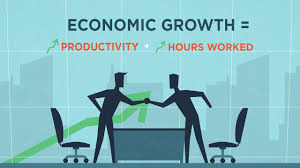 ECONOMIC GROWTH =
PRODUCTIVITY + HOURS WORKED